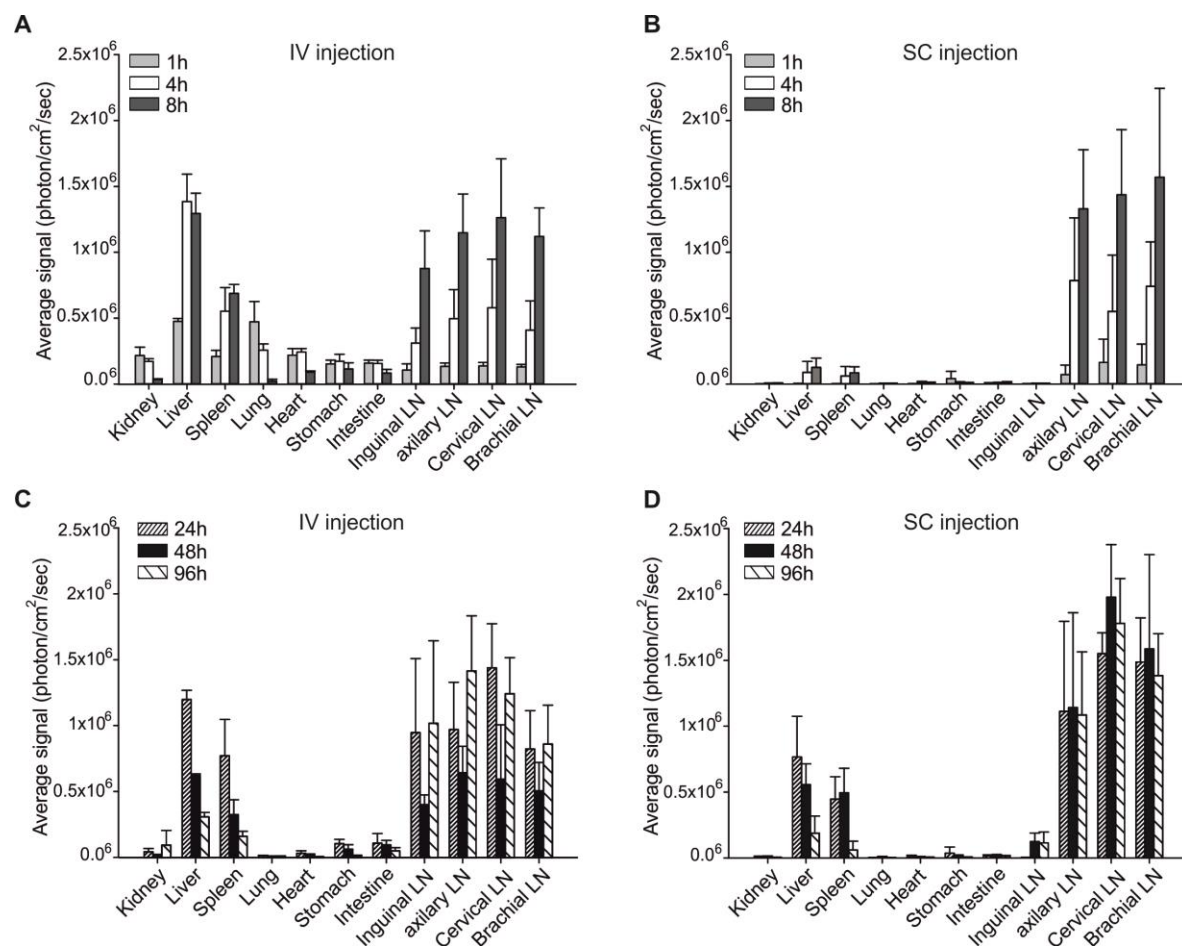 A
IV injection
1h
4h
8h
Average signal (photon/cm²/sec)
2.5x10⁶
2x10⁶
1.5x10⁶
1x10⁶
0.5x10⁶
0.0⁶
Kidney
Liver
Spleen
Lung
Heart
Stomach
Intestine
Inguinal LN
axilary LN
Cervical LN
Brachial LN
B
SC injection
1h
4h
8h
Average signal (photon/cm²/sec)
2.5x10⁶
2x10⁶
1.5x10⁶
1x10⁶
0.5x10⁶
0.0⁶
Kidney
Liver
Spleen
Lung
Heart
Stomach
Intestine
Inguinal LN
axilary LN
Cervical LN
Brachial LN
C
IV injection
24h
48h
96h
Average signal (photon/cm²/sec)
2.5x10⁶
2x10⁶
1.5x10⁶
1x10⁶
0.5x10⁶
0.0⁶
Kidney
Liver
Spleen
Lung
Heart
Stomach
Intestine
Inguinal LN
axilary LN
Cervical LN
Brachial LN
D
SC injection
24h
48h
96h
Average signal (photon/cm²/sec)
2.5x10⁶
2x10⁶
1.5x10⁶
1x10⁶
0.5x10⁶
0.0⁶
Kidney
Liver
Spleen
Lung
Heart
Stomach
Intestine
Inguinal LN
axilary LN
Cervical LN
Brachial LN